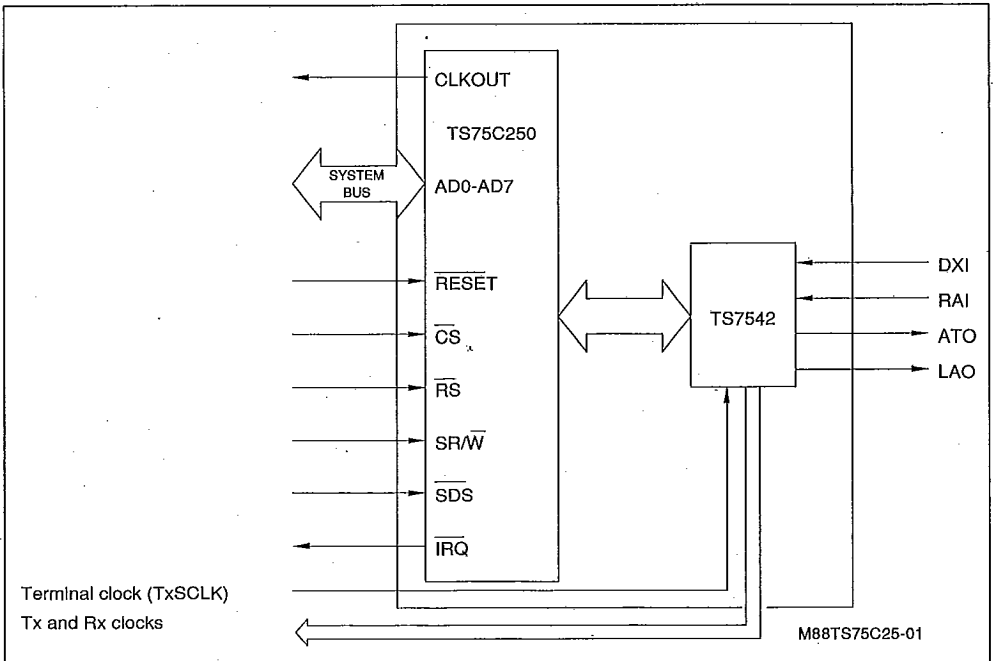 CLKOUT
TS75C250
SYSTEM
BUS
AD0-AD7
RESET
CS
RS
SR/W
SDS
IRQ
TS7542
DXI
RAI
ATO
LAO
Terminal clock (TxSCLK)
Tx and Rx clocks
M88TS75C25-01